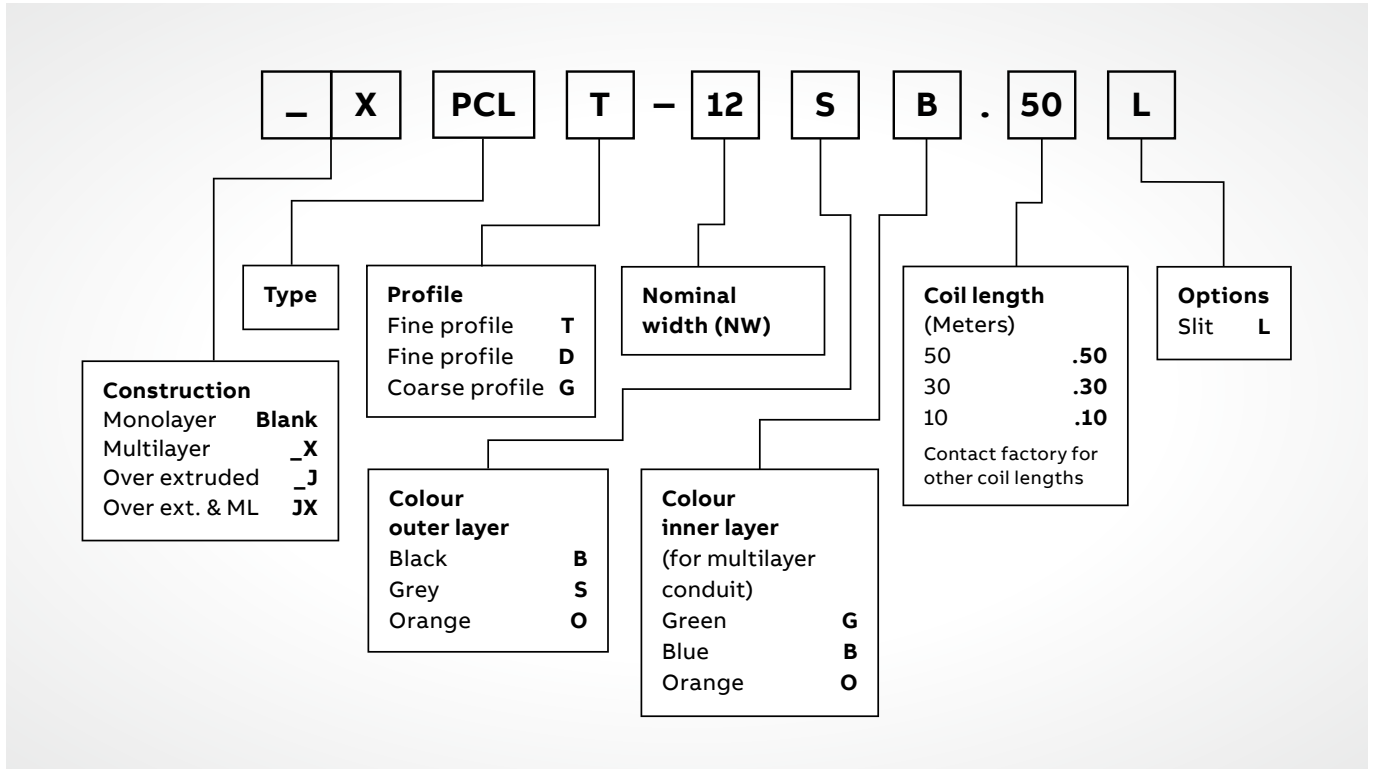 _ X PCL T – 12 S B . 50 L
Type
Profile
Fine profile T
Fine profile D
Coarse profile G
Nominal
width (NW)
Coil length
(Meters)
50 .50
30 .30
10 .10
Contact factory for
other coil lengths
Options
Slit L
Construction
Monolayer Blank
Multilayer _X
Over extruded _J
Over ext. & ML JX
Colour
outer layer
Black B
Grey S
Orange O
Colour
inner layer
(for multilayer
conduit)
Green G
Blue B
Orange O